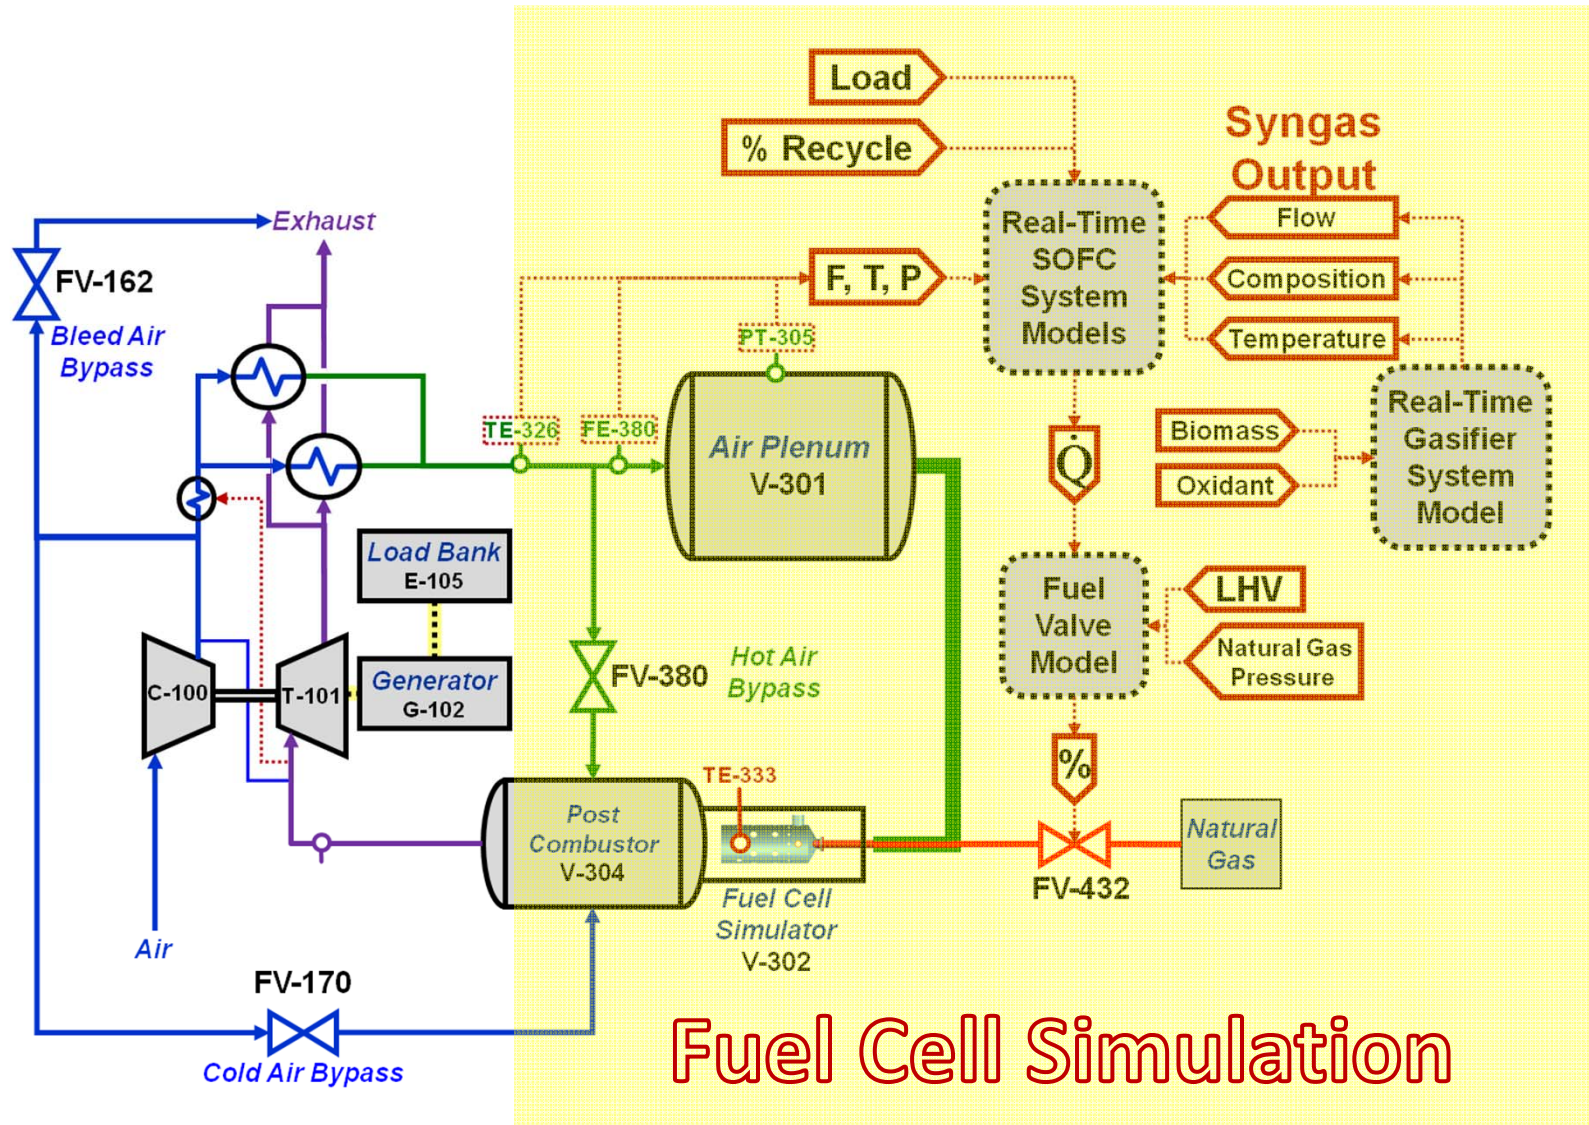 Load
% Recycle
Syngas
Output
Exhaust
FV-162
Bleed Air
Bypass
F, T, P
Real-Time
SOFC
System
Models
Flow
Composition
Temperature
PT-305
TE-326
FE-380
Air Plenum
V-301
Q̇
Biomass
Oxidant
Real-Time
Gasifier
System
Model
Load Bank
E-105
Generator
G-102
C-100
T-101
FV-380
Hot Air
Bypass
Fuel
Valve
Model
LHV
Natural Gas
Pressure
%
TE-333
Post
Combustor
V-304
Fuel Cell
Simulator
V-302
FV-432
Natural
Gas
Air
FV-170
Cold Air Bypass
Fuel Cell Simulation